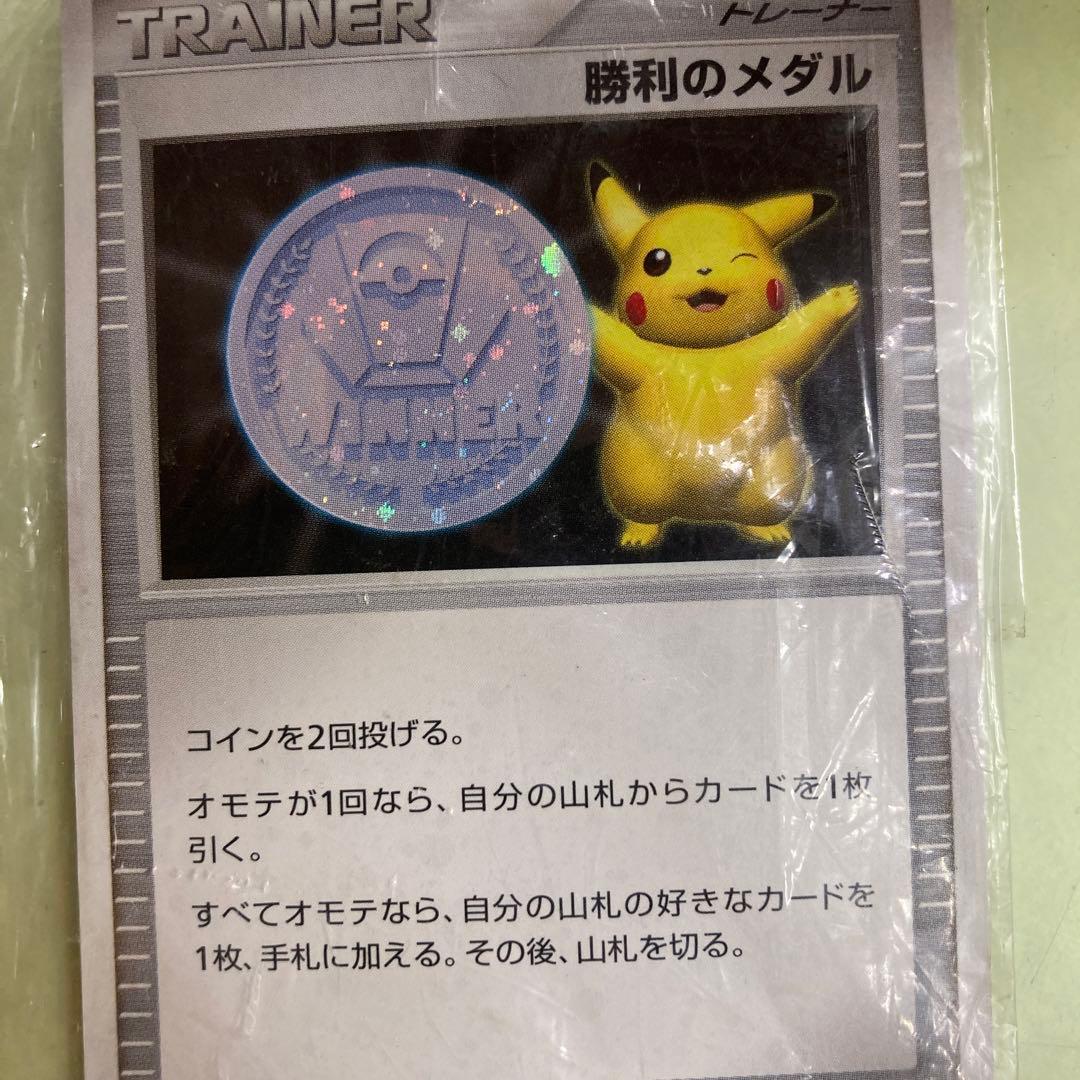 TRAINER
トレーナー
勝利のメダル
WINNER
コインを2回投げる。
オモテが1回なら、自分の山札からカードを1枚
引く。
すべてオモテなら、自分の山札の好きなカードを
1枚、手札に加える。その後、山札を切る。